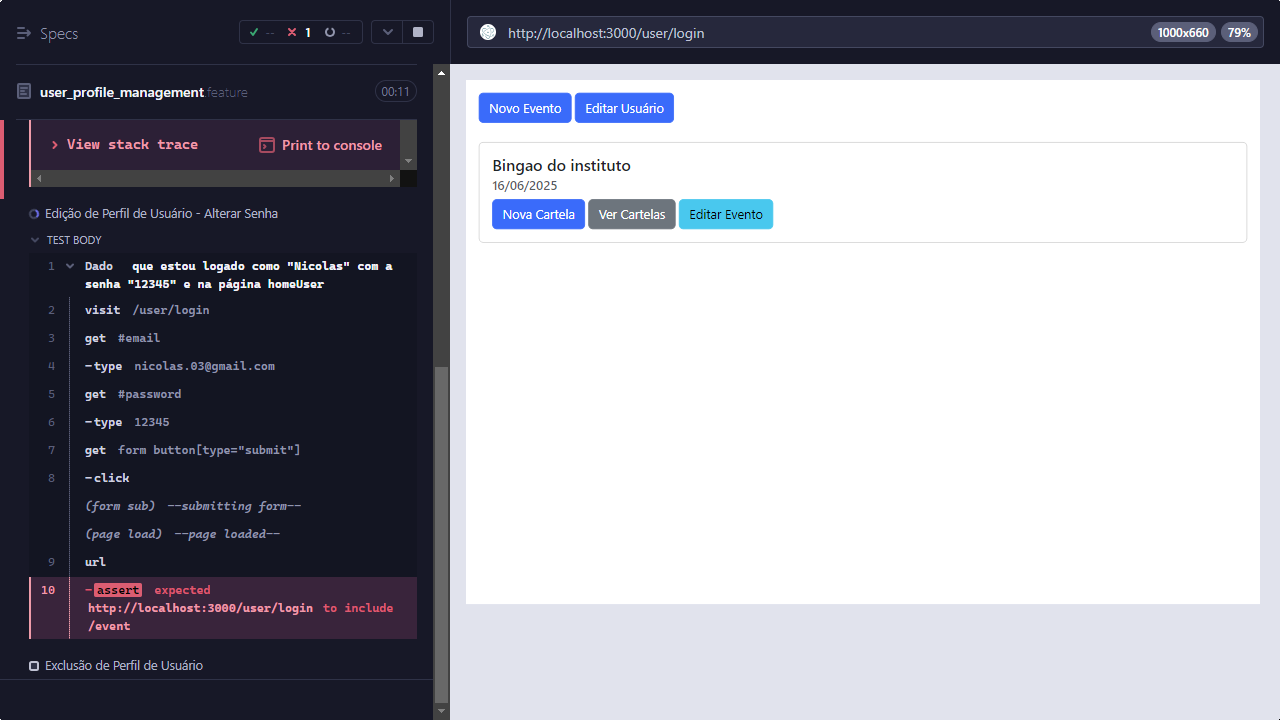 Specs
-- 1 --
http://localhost:3000/user/login
1000x660
79%
user_profile_management.feature
00:11
View stack trace
Print to console
Edição de Perfil de Usuário - Alterar Senha
TEST BODY
1 Dado que estou logado como "Nicolas" com a
senha "12345" e na página homeUser
2 visit /user/login
3 get #email
4 -type nicolas.03@gmail.com
5 get #password
6 -type 12345
7 get form button[type="submit"]
8 -click
(form sub) --submitting form--
(page load) --page loaded--
9 url
10 -assert expected
http://localhost:3000/user/login to include
/event
Exclusão de Perfil de Usuário
Novo Evento
Editar Usuário
Bingao do instituto
16/06/2025
Nova Cartela
Ver Cartelas
Editar Evento